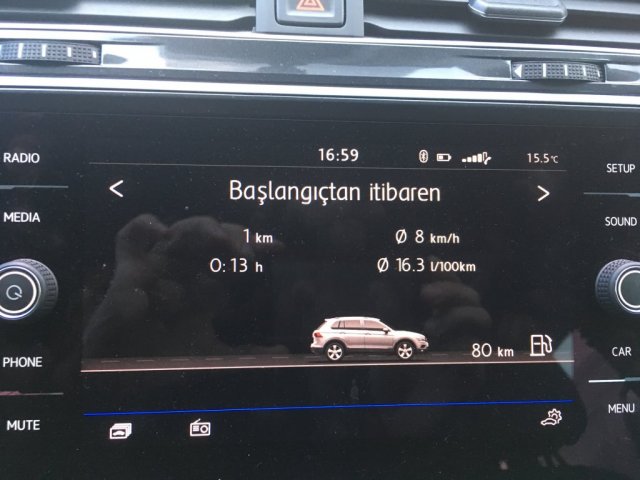 16:59 15.5°C
RADIO SETUP
Başlangıçtan itibaren
MEDIA SOUND
1 km Ø 8 km/h
0:13 h Ø 16.3 l/100km
80 km
PHONE CAR
MUTE MENU